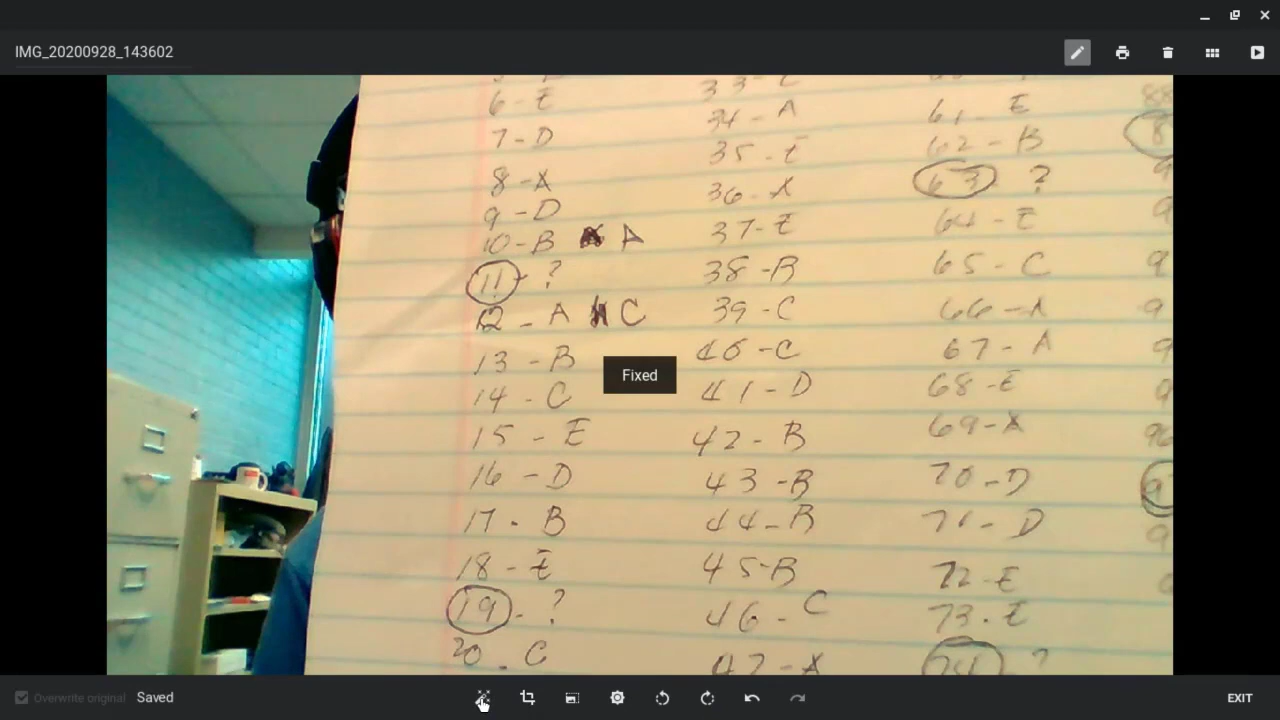 IMG_20200928_143602
6 - E
7 - D
8 - A
9 - D
10 - B A
11 - ?
12 - A C
13 - B
14 - C
15 - E
16 - D
17 - B
18 - E
19 - ?
20 - C
34 - A
35 - E
36 - A
37 - E
38 - B
39 - C
40 - C
41 - D
42 - B
43 - B
44 - B
45 - B
46 - C
47 - A
61 - E
62 - B
63 ?
64 - E
65 - C
66 - A
67 - A
68 - E
69 - A
70 - D
71 - D
72 - E
73 - E
74 ?
96
Fixed
Overwrite original
Saved
EXIT